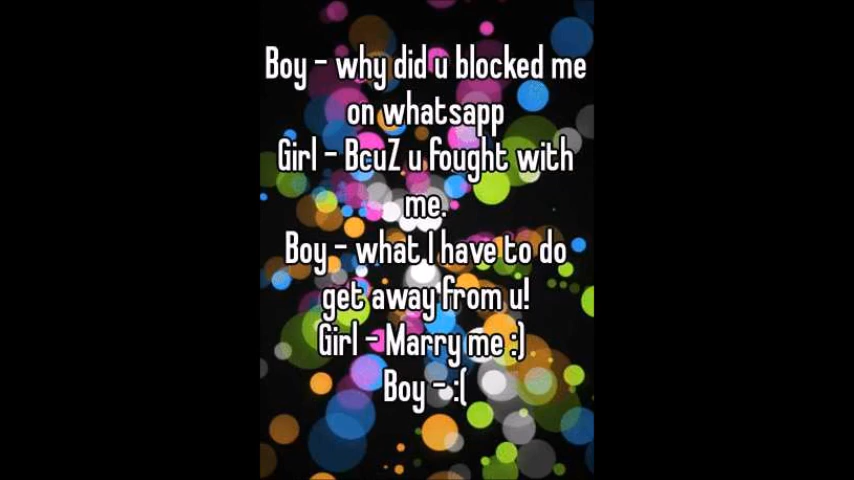 Boy - why did u blocked me
on whatsapp
Girl - BcuZ u fought with
me.
Boy - what I have to do
get away from u!
Girl - Marry me :)
Boy - :(